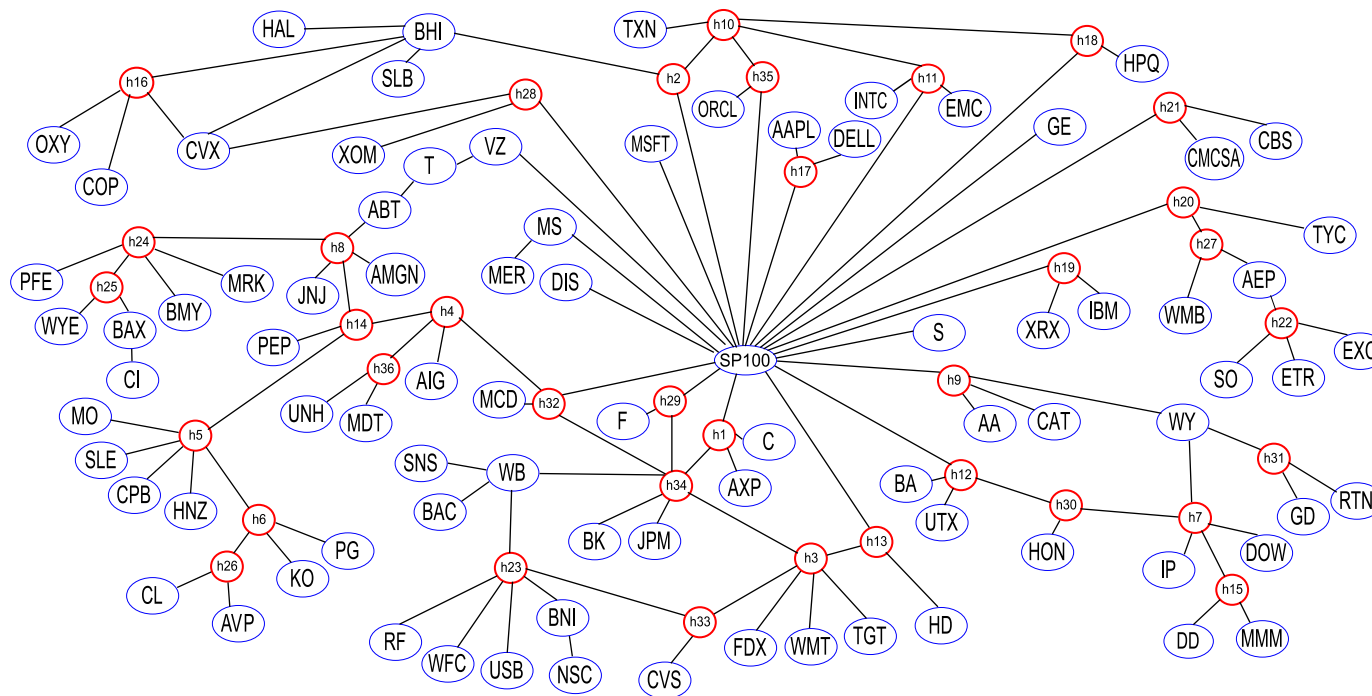 HAL
BHI
TXN
h10
h18
HPQ
SLB
h16
h2
h35
h11
h28
ORCL
INTC
EMC
h21
OXY
COP
CVX
XOM
T
VZ
MSFT
AAPL
DELL
h17
GE
CMCSA
CBS
ABT
h20
TYC
h24
h8
MS
MER
DIS
h27
PFE
h25
MRK
JNJ
AMGN
h19
AEP
WYE
BAX
BMY
XRX
IBM
WMB
h22
EXC
CI
PEP
h14
h4
S
SO
ETR
SP100
h36
AIG
h9
UNH
MDT
MCD
h32
h29
F
AA
CAT
WY
MO
h5
SLE
CPB
HNZ
h1
C
SNS
WB
BAC
h34
AXP
BA
h12
UTX
h31
GD
RTN
h6
PG
KO
h26
CL
AVP
BK
JPM
h30
HON
h7
DOW
IP
h23
h3
h13
h15
DD
MMM
BNI
RF
WFC
USB
NSC
h33
CVS
FDX
WMT
TGT
HD